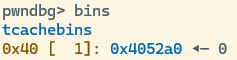 pwndbg> bins
tcachebins
0x40 [  1]: 0x4052a0 ◂— 0